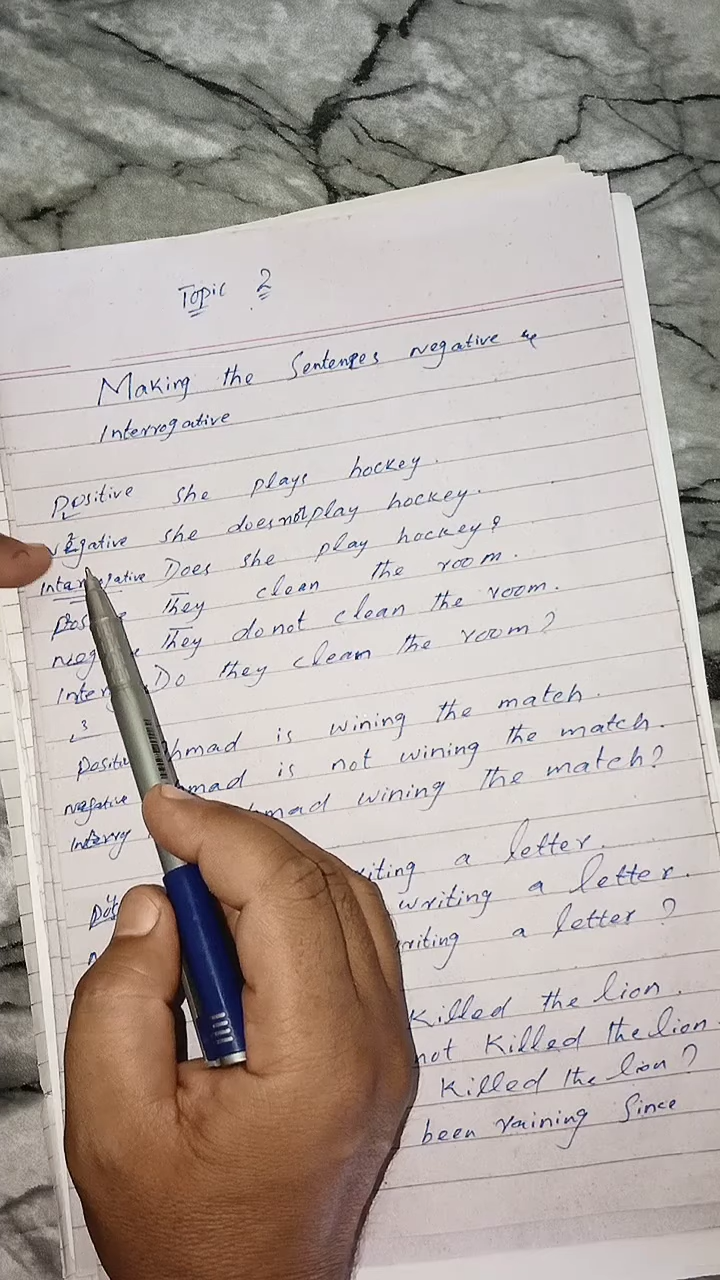 Topic 2
Making the Sentences negative &
Interrogative
Positive she plays hockey.
Negative she does not play hockey.
Does she play hockey?
They clean the room.
They do not clean the room.
Do they clean the room?
3
is wining the match.
negative is not wining the match.
wining the match?
a letter.
writing a letter.
a letter?
Killed the lion.
not Killed the lion
Killed the lion?
been raining Since